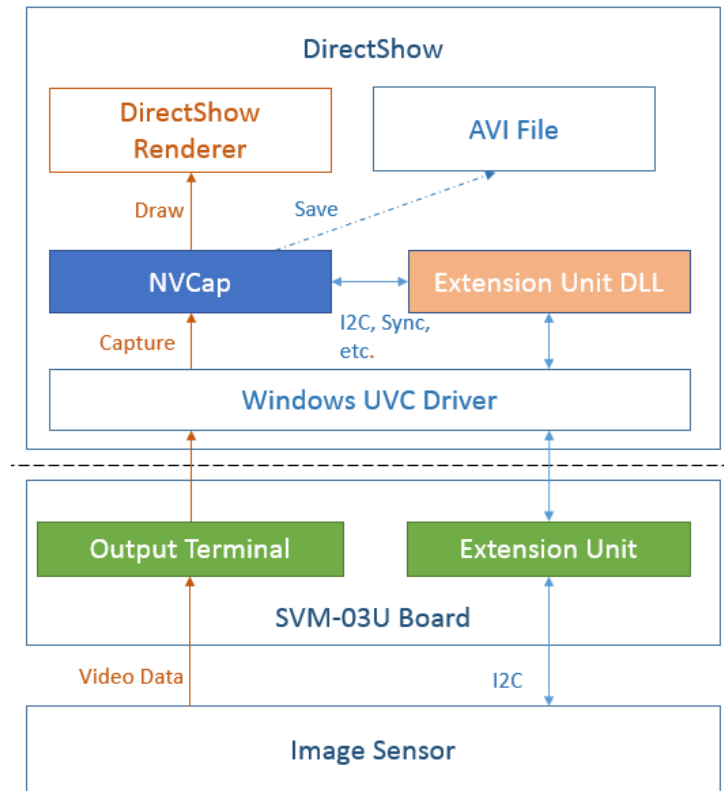 DirectShow
DirectShow
Renderer
AVI File
Draw
Save
NVCap
Extension Unit DLL
Capture
I2C, Sync,
etc.
Windows UVC Driver
Output Terminal
Extension Unit
SVM-03U Board
Video Data
I2C
Image Sensor